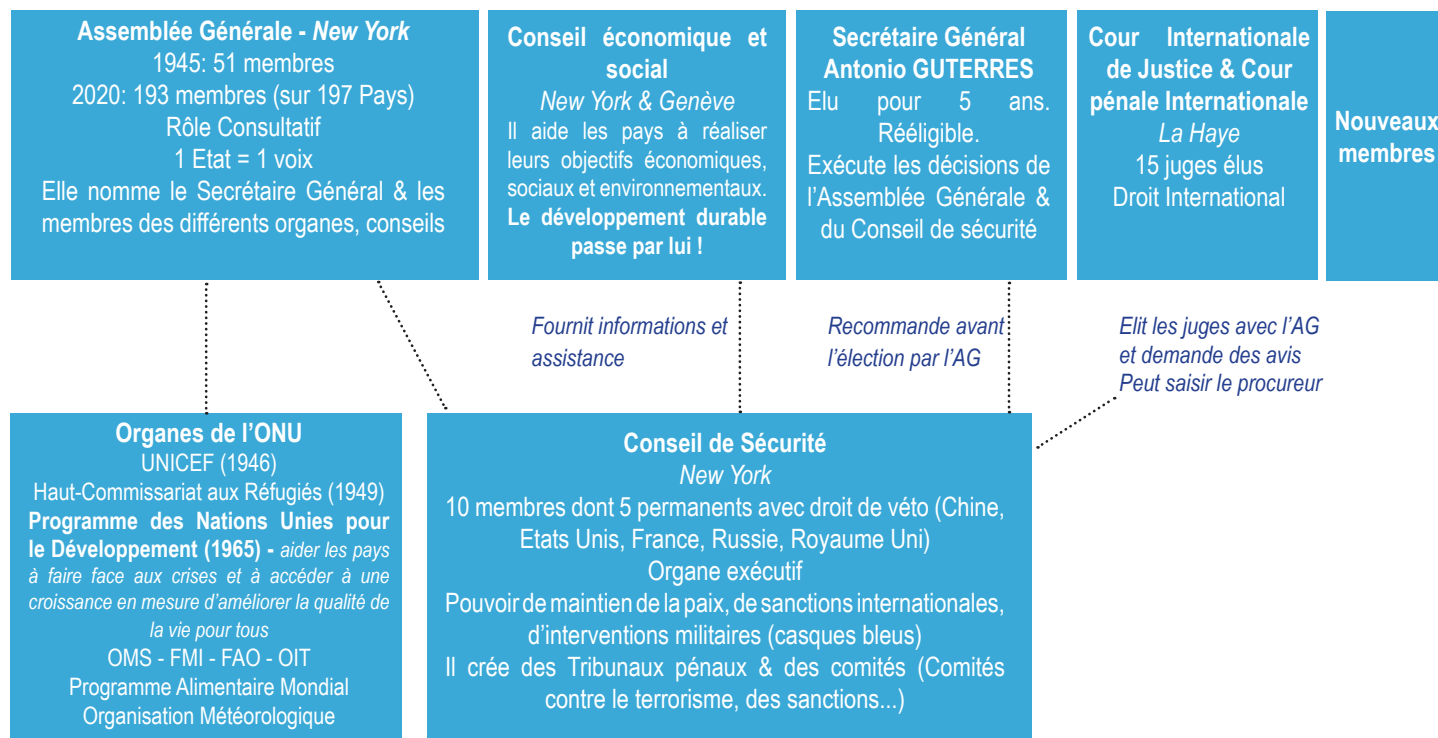 Assemblée Générale - New York
1945: 51 membres
2020: 193 membres (sur 197 Pays)
Rôle Consultatif
1 Etat = 1 voix
Elle nomme le Secrétaire Général & les
membres des différents organes, conseils
Conseil économique et
social
New York & Genève
Il aide les pays à réaliser
leurs objectifs économiques,
sociaux et environnementaux.
Le développement durable
passe par lui !
Secrétaire Général
Antonio GUTERRES
Elu pour 5 ans.
Rééligible.
Exécute les décisions de
l'Assemblée Générale &
du Conseil de sécurité
Cour Internationale
de Justice & Cour
pénale Internationale
La Haye
15 juges élus
Droit International
Nouveaux
membres
Fournit informations et
assistance
Recommande avant
l'élection par l'AG
Elit les juges avec l'AG
et demande des avis
Peut saisir le procureur
Organes de l'ONU
UNICEF (1946)
Haut-Commissariat aux Réfugiés (1949)
Programme des Nations Unies pour
le Développement (1965) - aider les pays
à faire face aux crises et à accéder à une
croissance en mesure d'améliorer la qualité de
la vie pour tous
OMS - FMI - FAO - OIT
Programme Alimentaire Mondial
Organisation Météorologique
Conseil de Sécurité
New York
10 membres dont 5 permanents avec droit de véto (Chine,
Etats Unis, France, Russie, Royaume Uni)
Organe exécutif
Pouvoir de maintien de la paix, de sanctions internationales,
d'interventions militaires (casques bleus)
Il crée des Tribunaux pénaux & des comités (Comités
contre le terrorisme, des sanctions...)